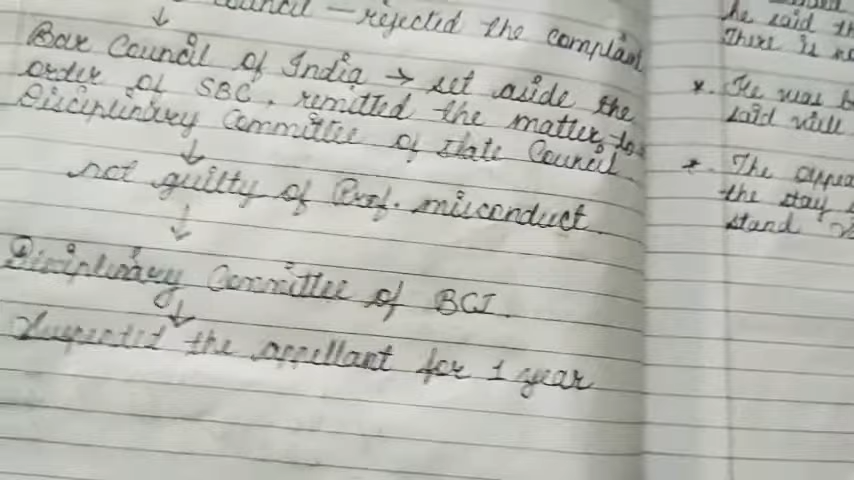 Council - rejected the complaint
↓
Bar Council of India → set aside the
order of SBC, remitted the matter to
Disciplinary Committee of State Council.
↓
not guilty of Prof. misconduct.
↓
Disciplinary Committee of BCI.
↓
Suspended the appellant for 1 year
he said
There is
*. He was
said
*. The
the stay
stand